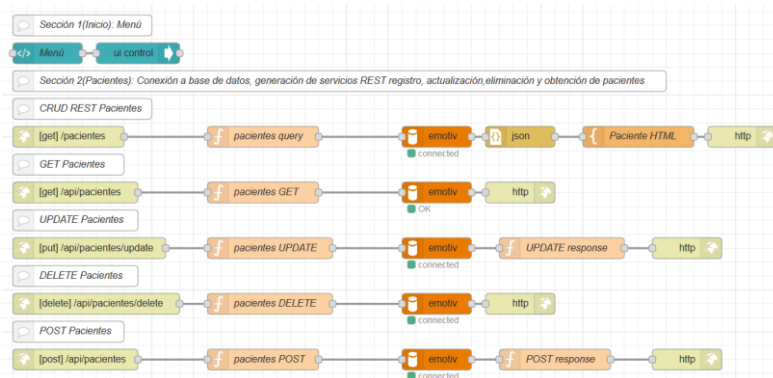 Sección 1(Inicio): Menú
</> Menú ui control
Sección 2(Pacientes): Conexión a base de datos, generación de servicios REST registro, actualización,eliminación y obtención de pacientes
CRUD REST Pacientes
[get] /pacientes pacientes query emotiv json Paciente HTML http
connected
GET Pacientes
[get] /api/pacientes pacientes GET emotiv http
OK
UPDATE Pacientes
[put] /api/pacientes/update pacientes UPDATE emotiv UPDATE response http
connected
DELETE Pacientes
[delete] /api/pacientes/delete pacientes DELETE emotiv http
connected
POST Pacientes
[post] /api/pacientes pacientes POST emotiv POST response http
connected